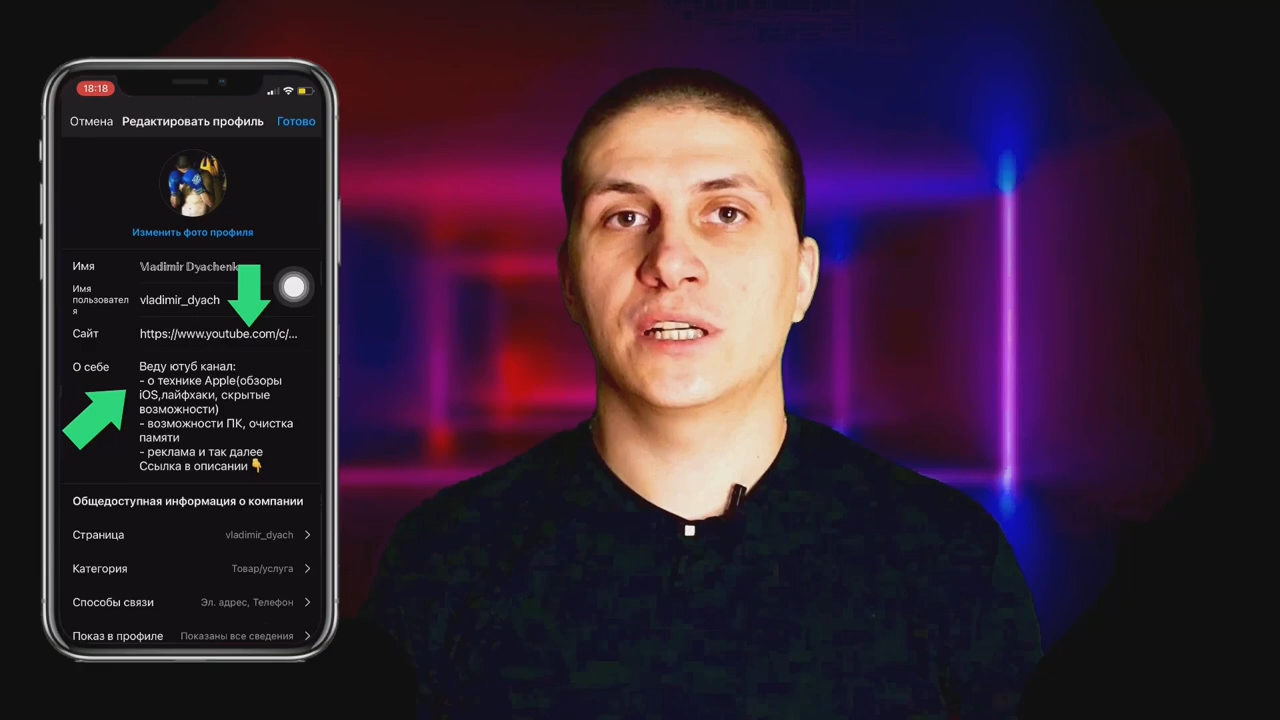 18:18
Отмена Редактировать профиль Готово
Изменить фото профиля
Имя Vladimir Dyachenk
Имя
пользовател
я
vladimir_dyach
Сайт https://www.youtube.com/c/...
О себе Веду ютуб канал:
- о технике Apple(обзоры
iOS,лайфхаки, скрытые
возможности)
- возможности ПК, очистка
памяти
- реклама и так далее
Ссылка в описании 👇
Общедоступная информация о компании
Страница vladimir_dyach
Категория Товар/услуга
Способы связи Эл. адрес, Телефон
Показ в профиле Показаны все сведения